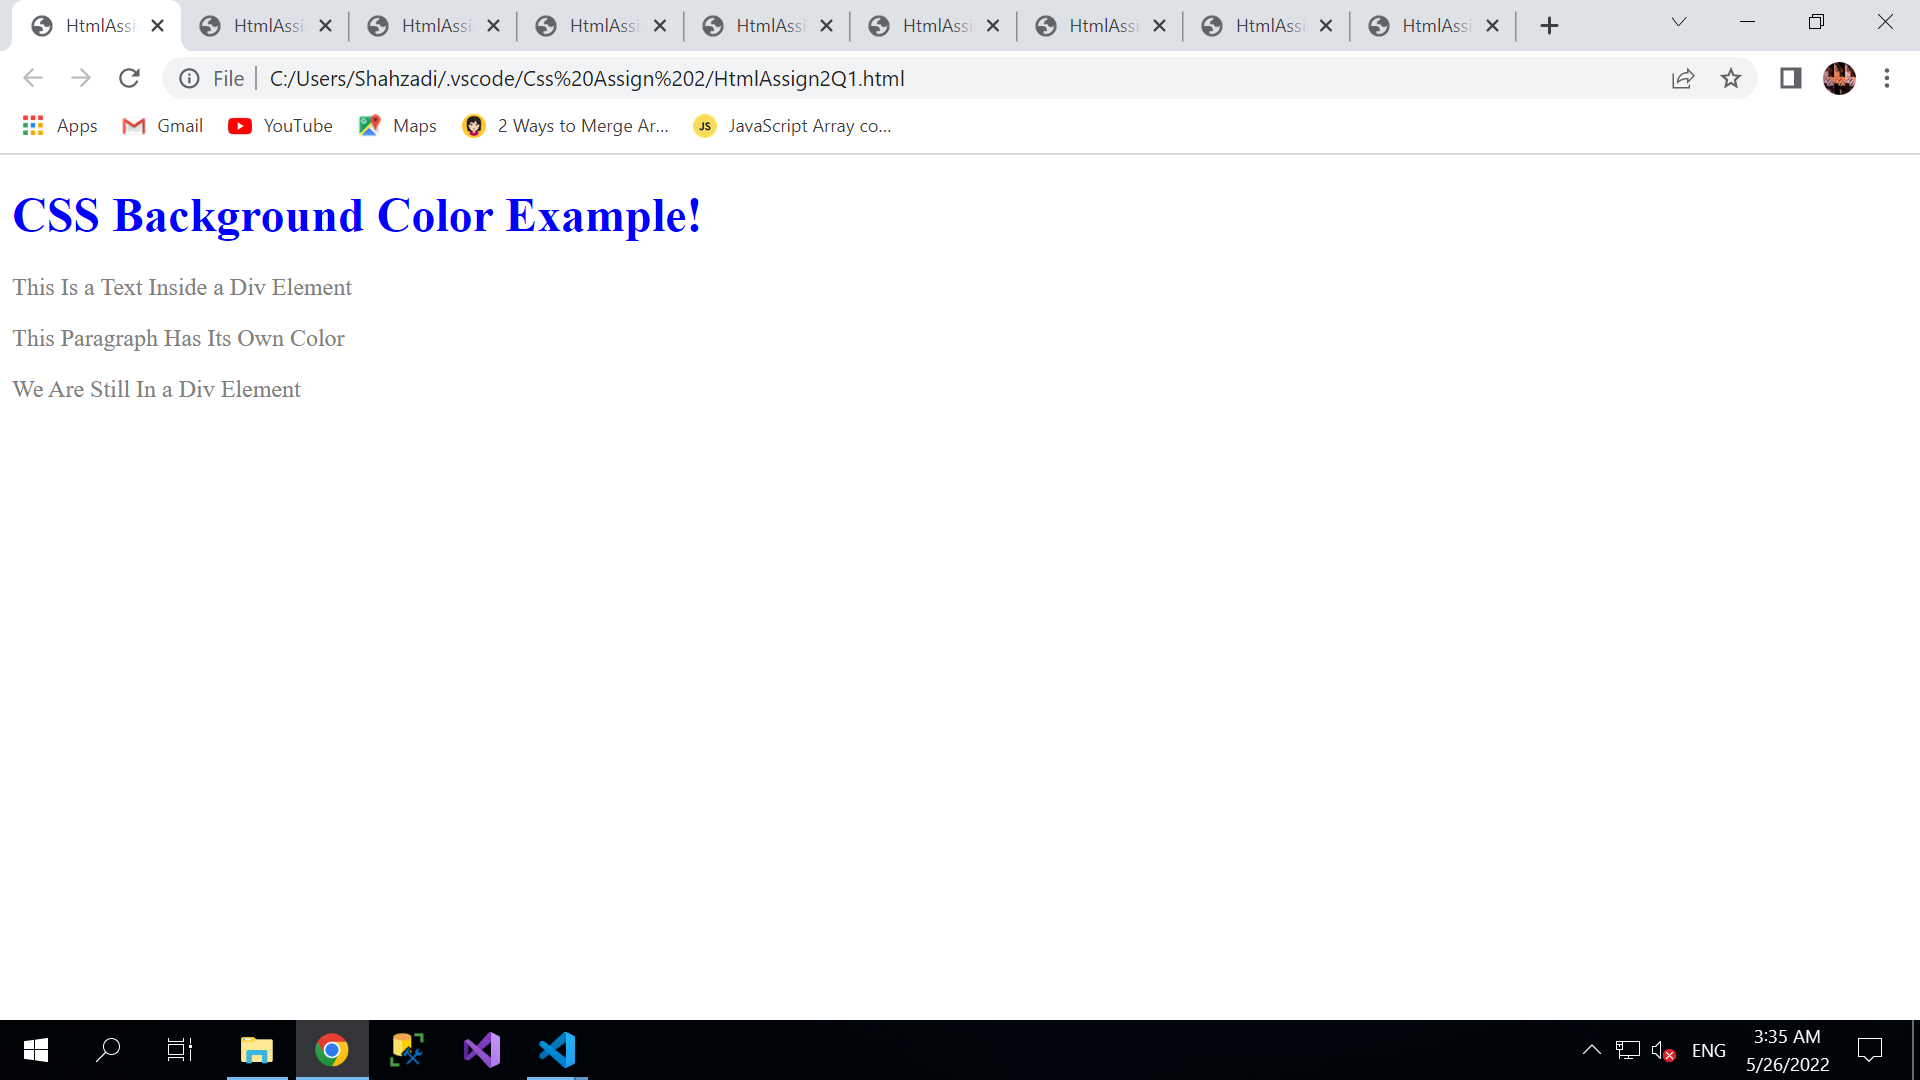 HtmlAssi HtmlAssi HtmlAssi HtmlAssi HtmlAssi HtmlAssi HtmlAssi HtmlAssi HtmlAssi
File C:/Users/Shahzadi/.vscode/Css%20Assign%202/HtmlAssign2Q1.html
Apps Gmail YouTube Maps 2 Ways to Merge Ar... JS JavaScript Array co...
CSS Background Color Example!
This Is a Text Inside a Div Element
This Paragraph Has Its Own Color
We Are Still In a Div Element
ENG 3:35 AM
5/26/2022